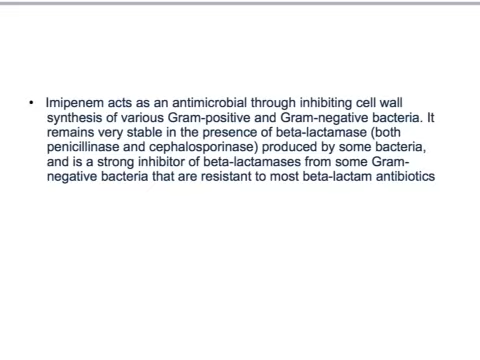 • Imipenem acts as an antimicrobial through inhibiting cell wall
synthesis of various Gram-positive and Gram-negative bacteria. It
remains very stable in the presence of beta-lactamase (both
penicillinase and cephalosporinase) produced by some bacteria,
and is a strong inhibitor of beta-lactamases from some Gram-
negative bacteria that are resistant to most beta-lactam antibiotics